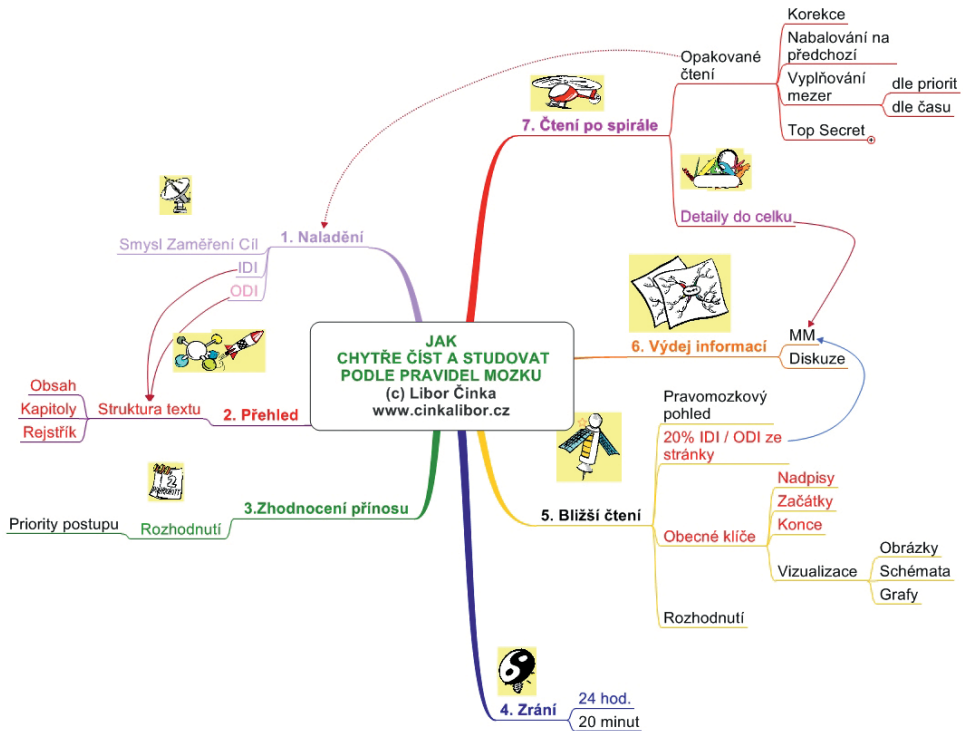 JAK
CHYTŘE ČÍST A STUDOVAT
PODLE PRAVIDEL MOZKU
(c) Libor Činka
www.cinkalibor.cz
1. Naladění
Smysl Zaměření Cíl
IDI
ODI
2. Přehled
Struktura textu
Obsah
Kapitoly
Rejstřík
3.Zhodnocení přínosu
Rozhodnutí
Priority postupu
4. Zrání
24 hod.
20 minut
5. Bližší čtení
Pravomozkový
pohled
20% IDI / ODI ze
stránky
Obecné klíče
Nadpisy
Začátky
Konce
Vizualizace
Obrázky
Schémata
Grafy
Rozhodnutí
6. Výdej informací
MM
Diskuze
7. Čtení po spirále
Opakované
čtení
Korekce
Nabalování na
předchozí
Vyplňování
mezer
dle priorit
dle času
Top Secret
Detaily do celku
2